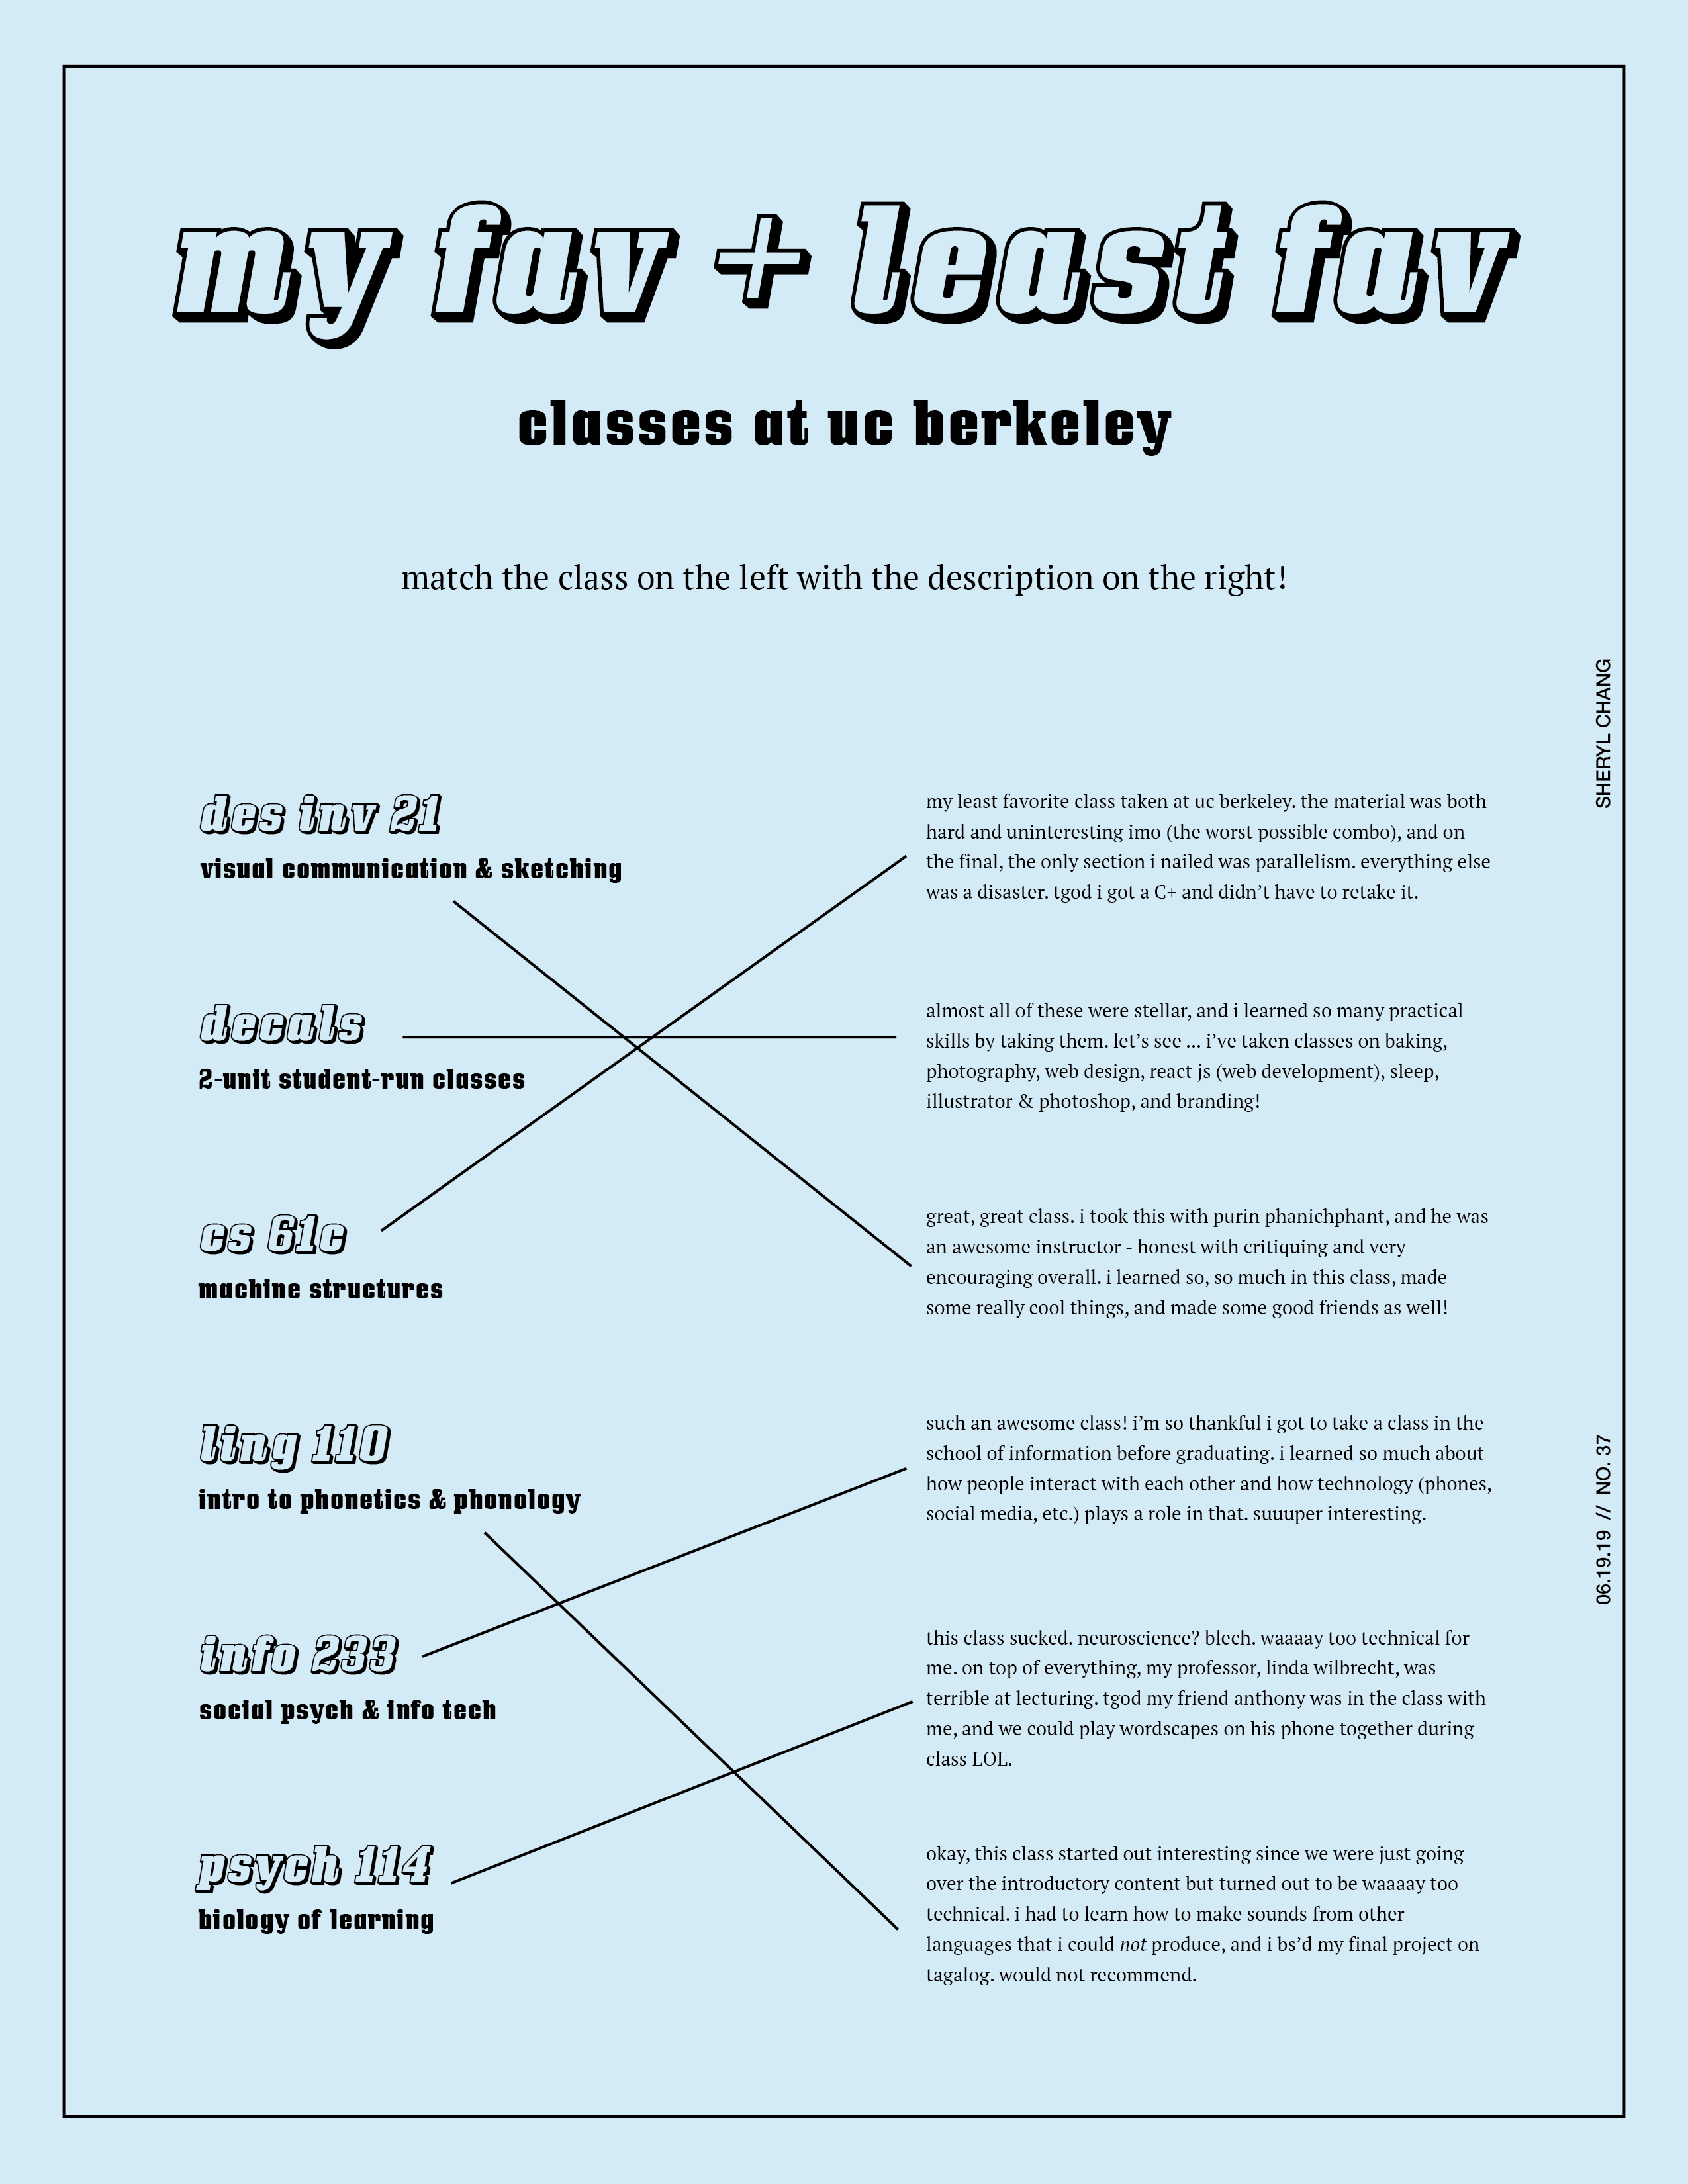 my fav + least fav
classes at uc berkeley
match the class on the left with the description on the right!
SHERYL CHANG
des inv 21
visual communication & sketching
my least favorite class taken at uc berkeley. the material was both
hard and uninteresting imo (the worst possible combo), and on
the final, the only section i nailed was parallelism. everything else
was a disaster. tgod i got a C+ and didn’t have to retake it.
decals
2-unit student-run classes
almost all of these were stellar, and i learned so many practical
skills by taking them. let’s see ... i’ve taken classes on baking,
photography, web design, react js (web development), sleep,
illustrator & photoshop, and branding!
cs 61c
machine structures
great, great class. i took this with purin phanichphant, and he was
an awesome instructor - honest with critiquing and very
encouraging overall. i learned so, so much in this class, made
some really cool things, and made some good friends as well!
ling 110
intro to phonetics & phonology
such an awesome class! i’m so thankful i got to take a class in the
school of information before graduating. i learned so much about
how people interact with each other and how technology (phones,
social media, etc.) plays a role in that. suuuper interesting.
06.19.19 // NO. 37
info 233
social psych & info tech
this class sucked. neuroscience? blech. waaaay too technical for
me. on top of everything, my professor, linda wilbrecht, was
terrible at lecturing. tgod my friend anthony was in the class with
me, and we could play wordscapes on his phone together during
class LOL.
psych 114
biology of learning
okay, this class started out interesting since we were just going
over the introductory content but turned out to be waaaay too
technical. i had to learn how to make sounds from other
languages that i could not produce, and i bs’d my final project on
tagalog. would not recommend.